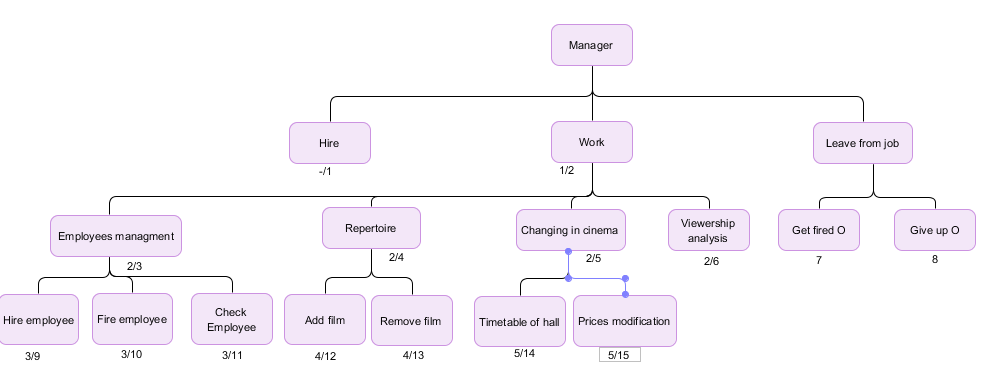 Manager
Hire
Work
Leave from job
-/1
1/2
Employees managment
Repertoire
Changing in cinema
Viewership
analysis
Get fired O
Give up O
2/3
2/4
2/5
2/6
7
8
Hire employee
Fire employee
Check
Employee
Add film
Remove film
Timetable of hall
Prices modification
3/9
3/10
3/11
4/12
4/13
5/14
5/15